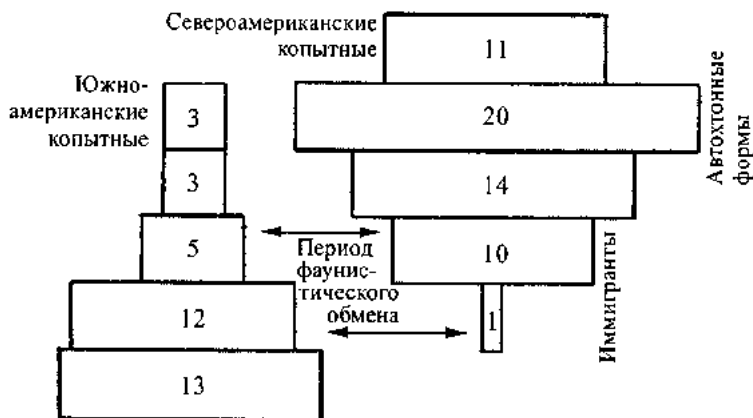 Североамериканские
копытные
11
Южно-
американские
копытные
3
20
Автохтонные
формы
3
14
5
10
Период
фаунис-
тического
обмена
Иммигранты
12
1
13